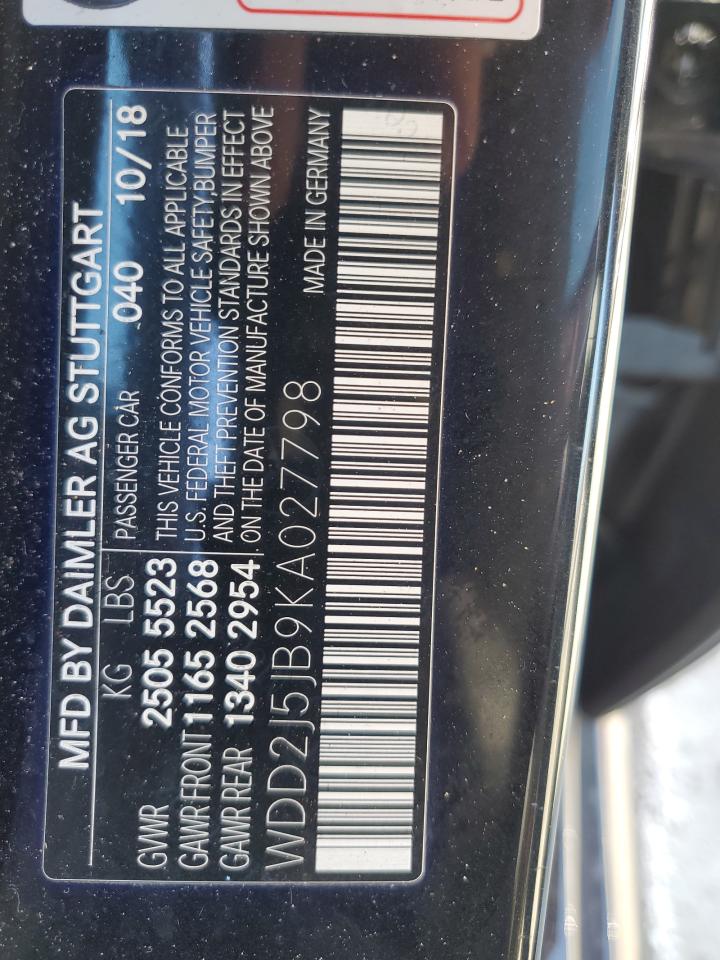 MFD BY DAIMLER AG STUTTGART
KG LBS PASSENGER CAR 040 10/18
GVWR 2505 5523 THIS VEHICLE CONFORMS TO ALL APPLICABLE
GAWR FRONT 1165 2568 U.S. FEDERAL MOTOR VEHICLE SAFETY,BUMPER
GAWR REAR 1340 2954 AND THEFT PREVENTION STANDARDS IN EFFECT
ON THE DATE OF MANUFACTURE SHOWN ABOVE
WDD2J5JB9KA027798
MADE IN GERMANY